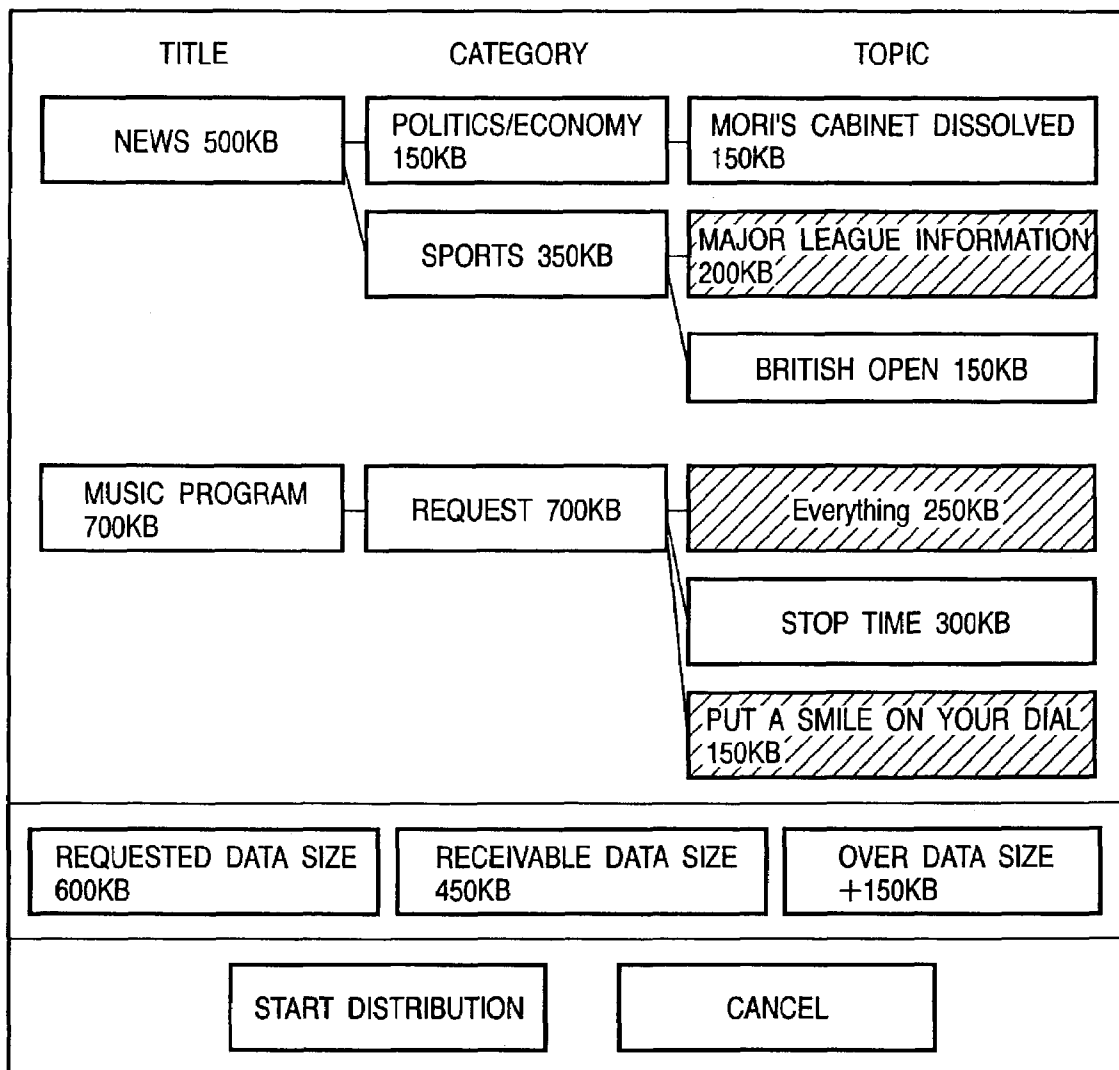 TITLE CATEGORY TOPIC
NEWS 500KB
POLITICS/ECONOMY
150KB
MORI'S CABINET DISSOLVED
150KB
SPORTS 350KB
MAJOR LEAGUE INFORMATION
200KB
BRITISH OPEN 150KB
MUSIC PROGRAM
700KB
REQUEST 700KB
Everything 250KB
STOP TIME 300KB
PUT A SMILE ON YOUR DIAL
150KB
REQUESTED DATA SIZE
600KB
RECEIVABLE DATA SIZE
450KB
OVER DATA SIZE
+150KB
START DISTRIBUTION
CANCEL